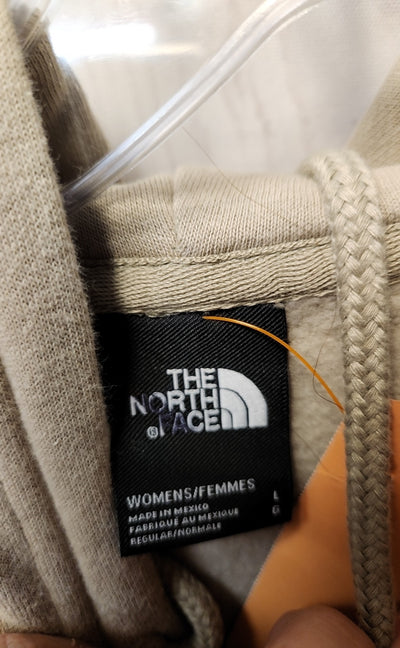 THE
NORTH
FACE
®
WOMENS/FEMMES L
MADE IN MEXICO G
FABRIQUÉ AU MEXIQUE
REGULAR/NORMALE